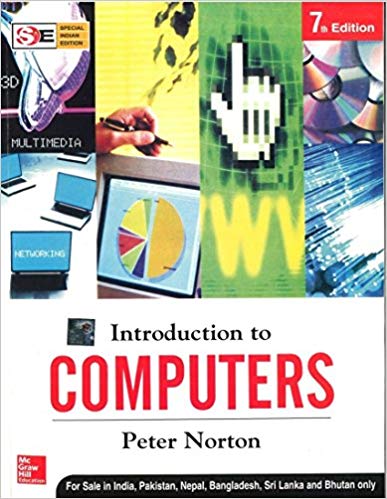 SE
SPECIAL
INDIAN
EDITION
7th Edition
3D
MULTIMEDIA
NETWORKING
WW
Introduction to
COMPUTERS
Peter Norton
Mc
Graw
Hill
Education
For Sale in India, Pakistan, Nepal, Bangladesh, Sri Lanka and Bhutan only